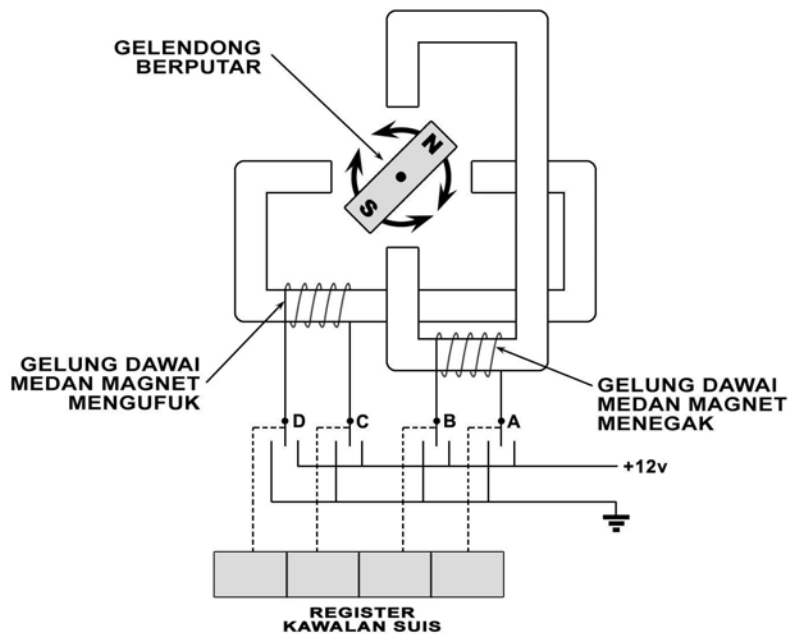 GELENDONG
BERPUTAR
N
S
GELUNG DAWAI
MEDAN MAGNET
MENGUFUK
GELUNG DAWAI
MEDAN MAGNET
MENEGAK
D C B A
+12v
REGISTER
KAWALAN SUIS